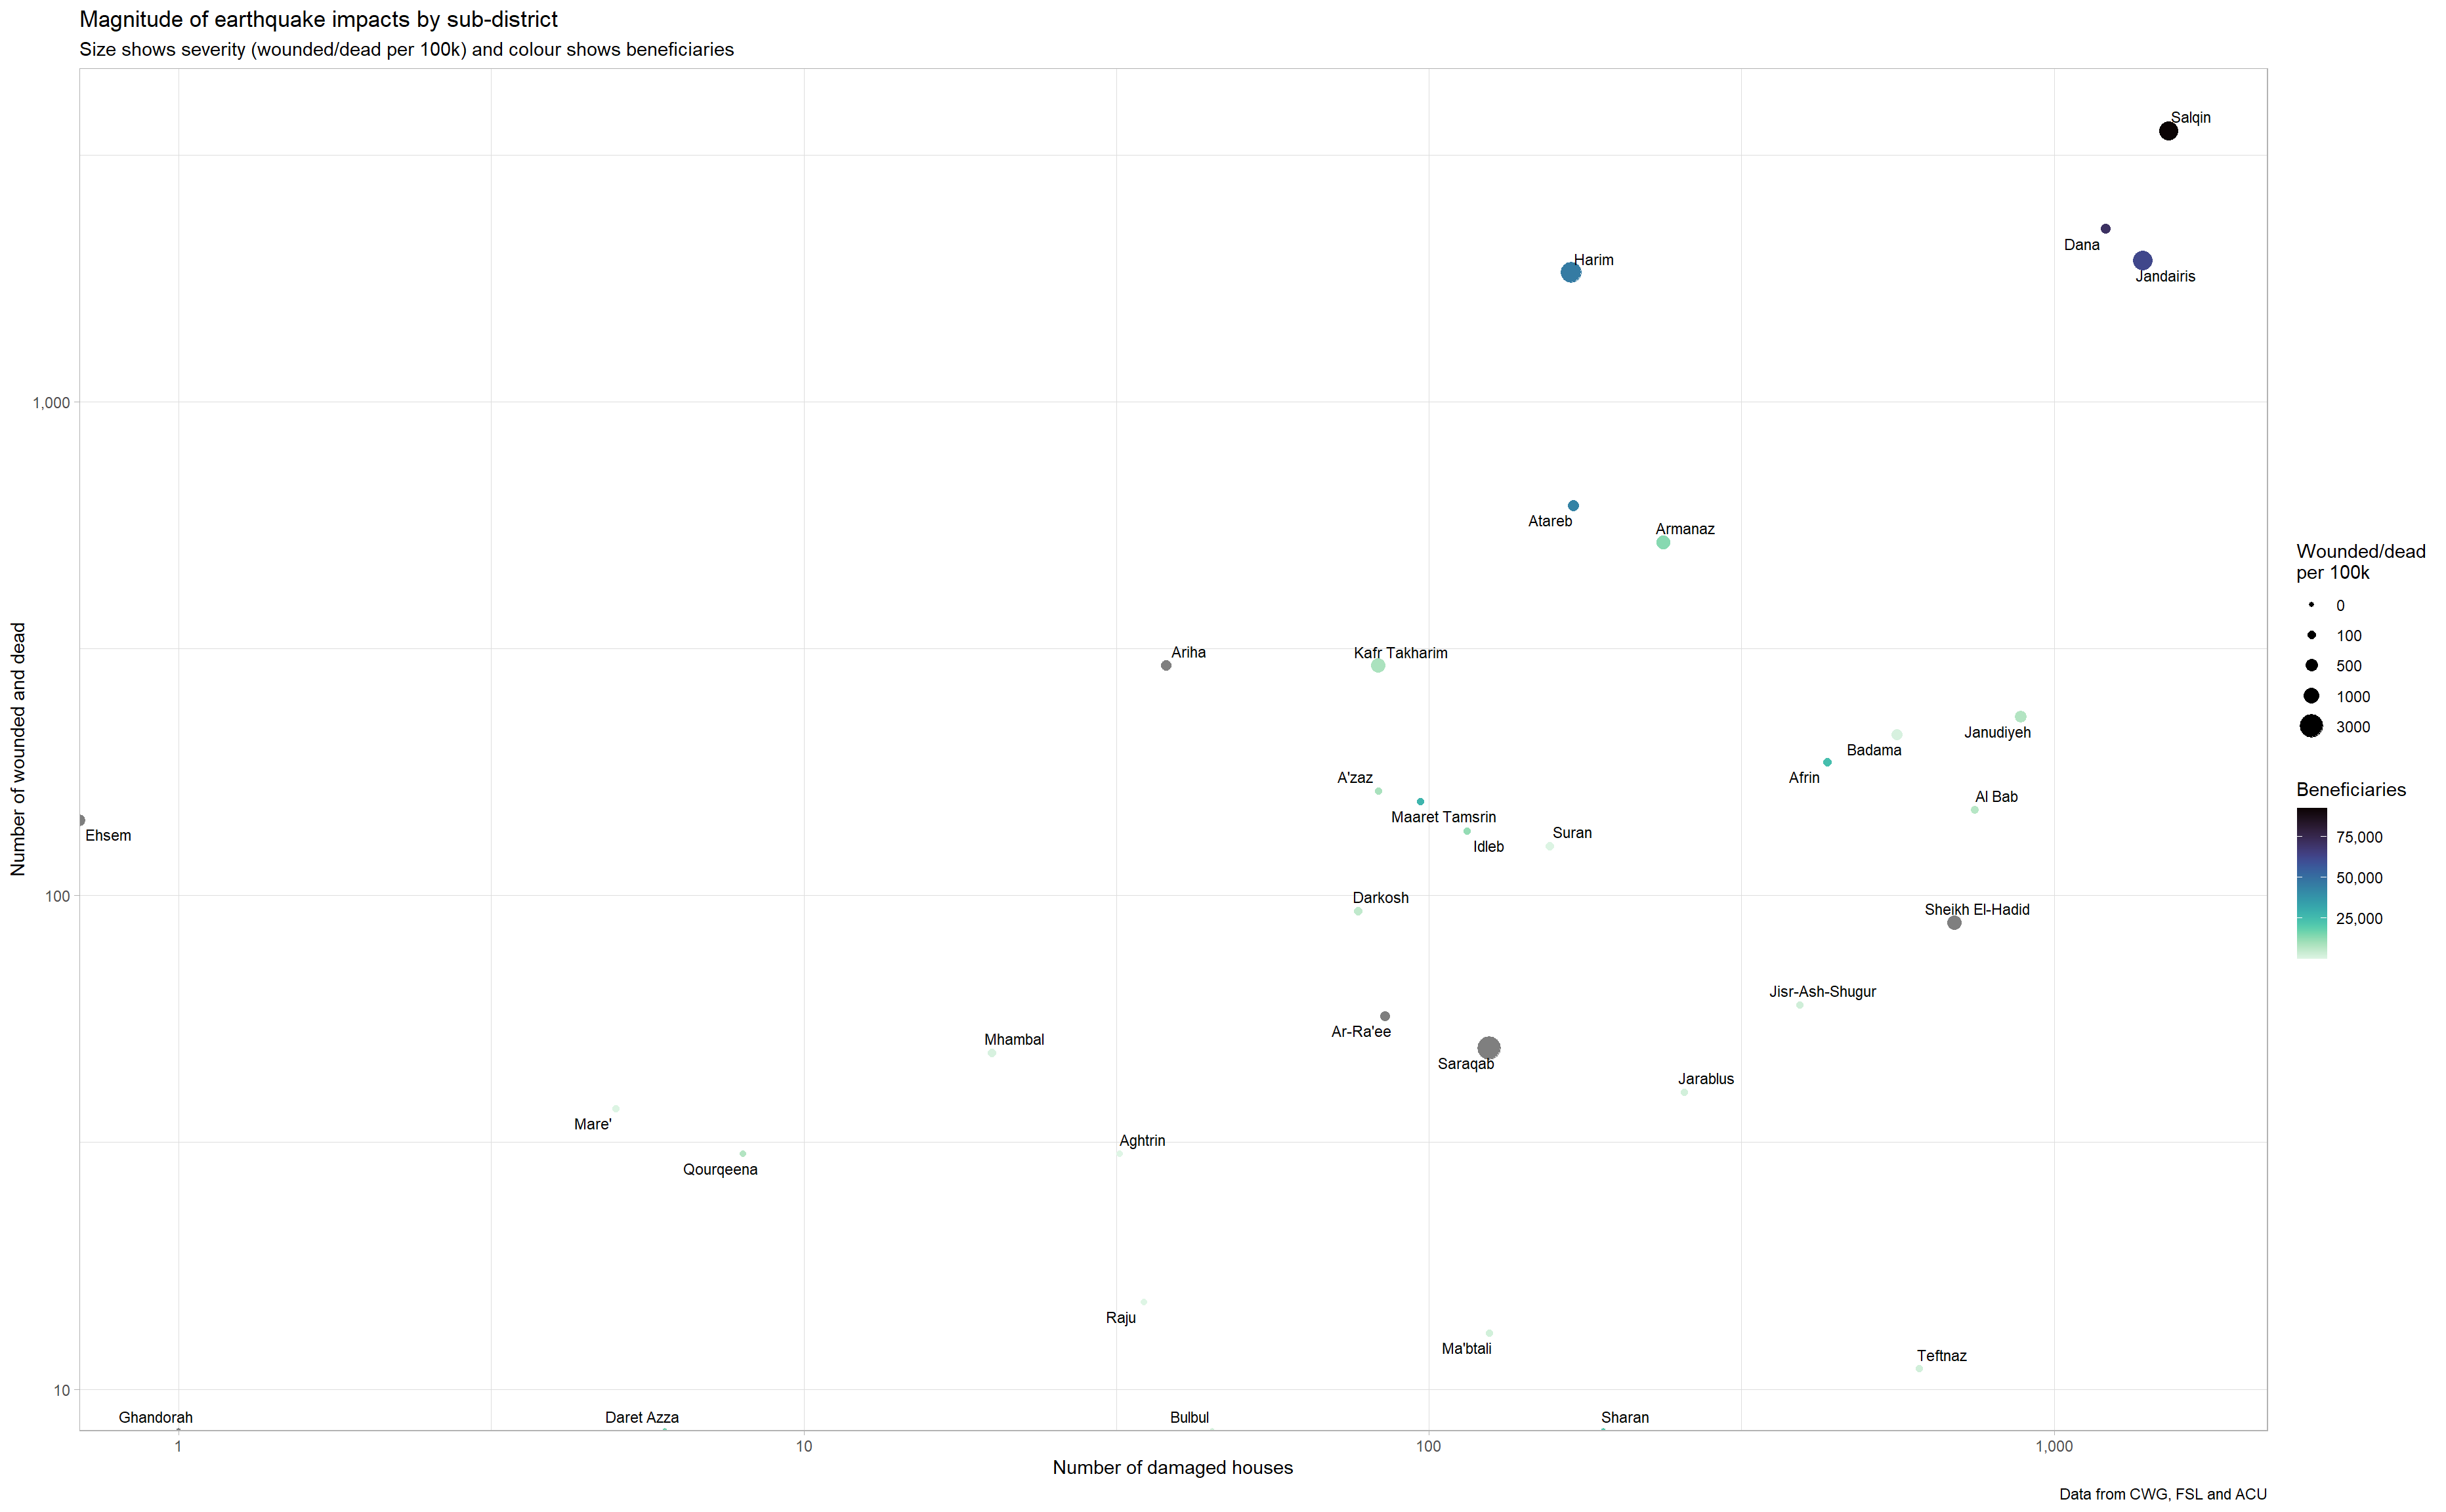 Magnitude of earthquake impacts by sub-district
Size shows severity (wounded/dead per 100k) and colour shows beneficiaries
Salqin
Dana
Harim
Jandairis
1,000
Atareb
Armanaz
Wounded/dead
per 100k
0
100
500
1000
3000
Number of wounded and dead
Ariha
Kafr Takharim
Janudiyeh
Badama
A'zaz
Afrin
Al Bab
Maaret Tamsrin
Ehsem
Suran
Idleb
Beneficiaries
75,000
50,000
25,000
100
Darkosh
Sheikh El-Hadid
Jisr-Ash-Shugur
Ar-Ra'ee
Mhambal
Saraqab
Jarablus
Mare'
Aghtrin
Qourqeena
Raju
Ma'btali
Teftnaz
10
Ghandorah
Daret Azza
Bulbul
Sharan
1
10
100
1,000
Number of damaged houses
Data from CWG, FSL and ACU